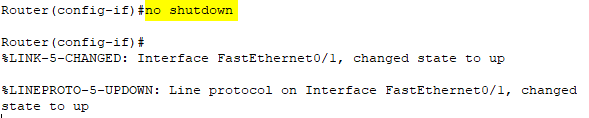 Router(config-if)#no shutdown
Router(config-if)#
%LINK-5-CHANGED: Interface FastEthernet0/1, changed state to up
%LINEPROTO-5-UPDOWN: Line protocol on Interface FastEthernet0/1, changed
state to up